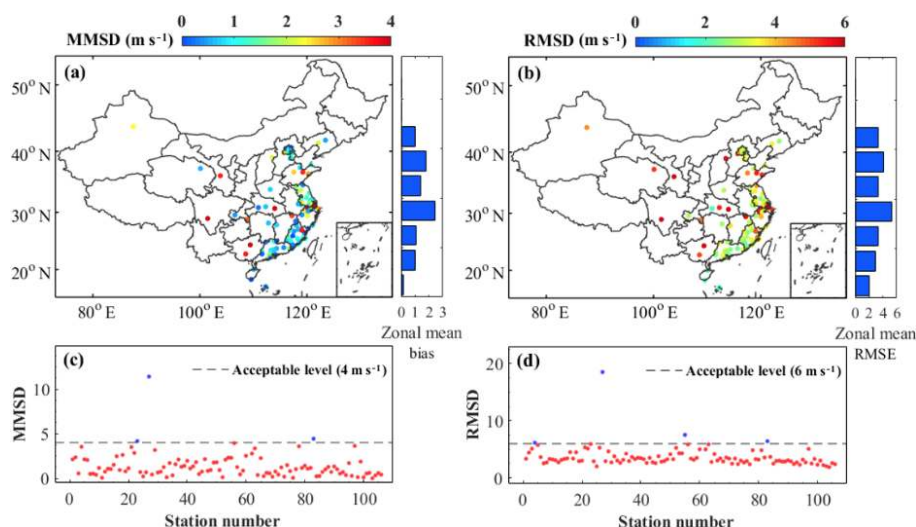 0 1 2 3 4
MMSD (m s⁻¹)
(a)
50° N
40° N
30° N
20° N
80° E 100° E 120° E
0 1 2 3
Zonal mean
bias
0 2 4 6
RMSD (m s⁻¹)
(b)
50° N
40° N
30° N
20° N
80° E 100° E 120° E
0 2 4 6
Zonal mean
RMSE
(c)
Acceptable level (4 m s⁻¹)
MMSD
10
5
0
0 20 40 60 80 100
Station number
(d)
Acceptable level (6 m s⁻¹)
RMSD
20
10
0
0 20 40 60 80 100
Station number